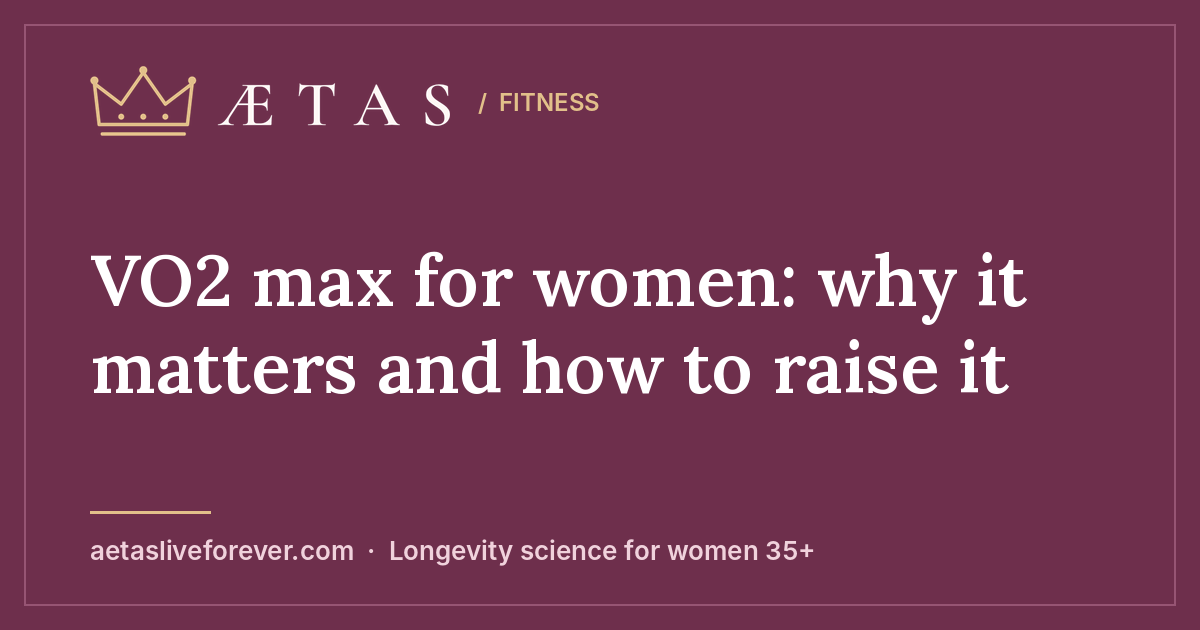 ÆTAS / FITNESS
VO2 max for women: why it
matters and how to raise it
aetasliveforever.com · Longevity science for women 35+